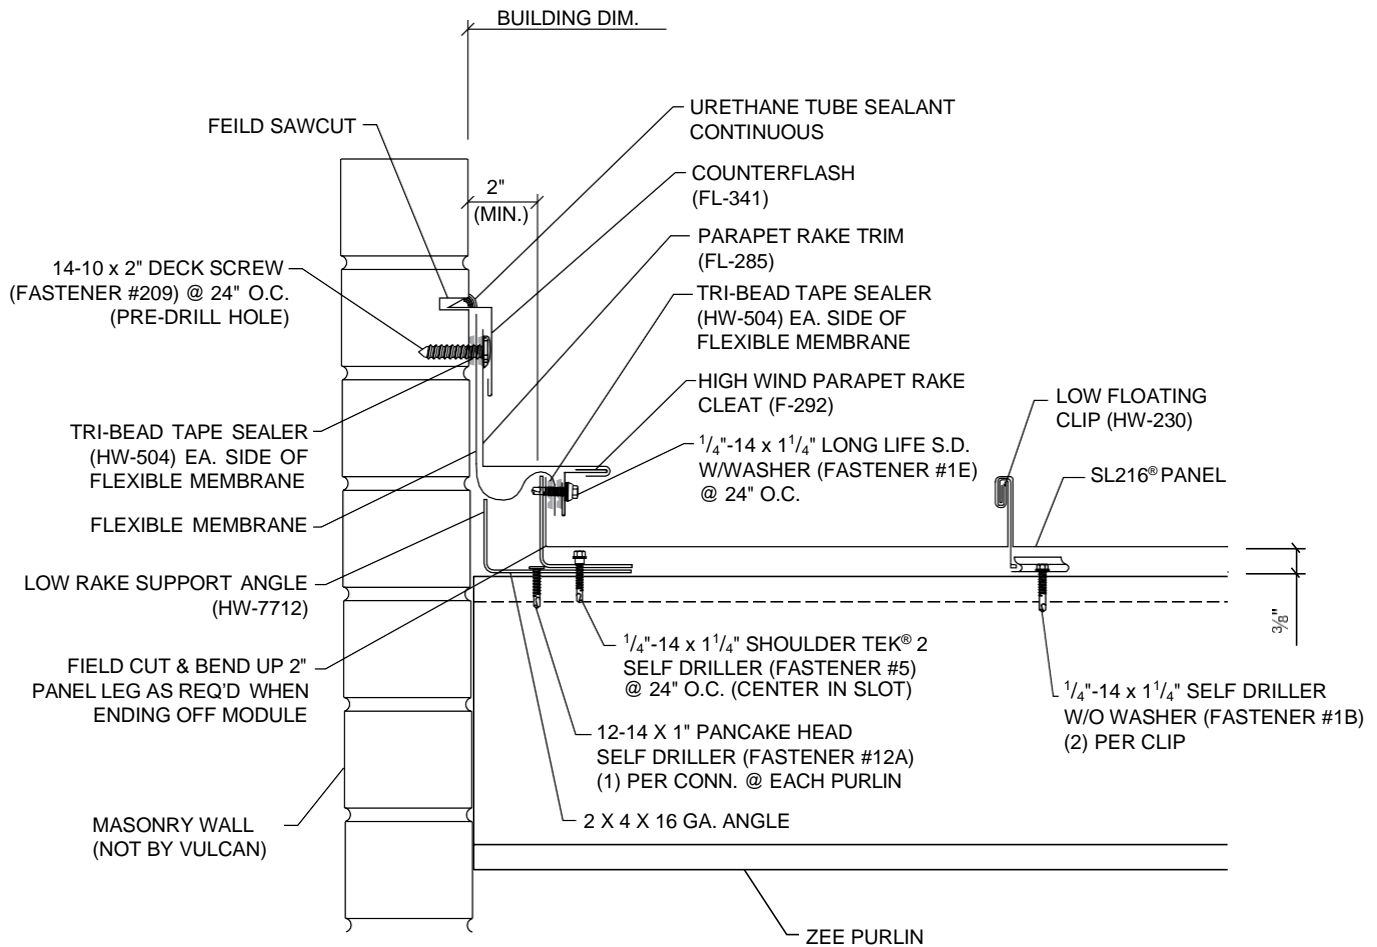 BUILDING DIM.
FEILD SAWCUT
URETHANE TUBE SEALANT
CONTINUOUS
2"
(MIN.)
COUNTERFLASH
(FL-341)
PARAPET RAKE TRIM
(FL-285)
14-10 x 2" DECK SCREW
(FASTENER #209) @ 24" O.C.
(PRE-DRILL HOLE)
TRI-BEAD TAPE SEALER
(HW-504) EA. SIDE OF
FLEXIBLE MEMBRANE
HIGH WIND PARAPET RAKE
CLEAT (F-292)
LOW FLOATING
CLIP (HW-230)
TRI-BEAD TAPE SEALER
(HW-504) EA. SIDE OF
FLEXIBLE MEMBRANE
1/4"-14 x 1 1/4" LONG LIFE S.D.
W/WASHER (FASTENER #1E)
@ 24" O.C.
SL216® PANEL
FLEXIBLE MEMBRANE
LOW RAKE SUPPORT ANGLE
(HW-7712)
3/8"
FIELD CUT & BEND UP 2"
PANEL LEG AS REQ'D WHEN
ENDING OFF MODULE
1/4"-14 x 1 1/4" SHOULDER TEK® 2
SELF DRILLER (FASTENER #5)
@ 24" O.C. (CENTER IN SLOT)
1/4"-14 x 1 1/4" SELF DRILLER
W/O WASHER (FASTENER #1B)
(2) PER CLIP
12-14 X 1" PANCAKE HEAD
SELF DRILLER (FASTENER #12A)
(1) PER CONN. @ EACH PURLIN
2 X 4 X 16 GA. ANGLE
MASONRY WALL
(NOT BY VULCAN)
ZEE PURLIN